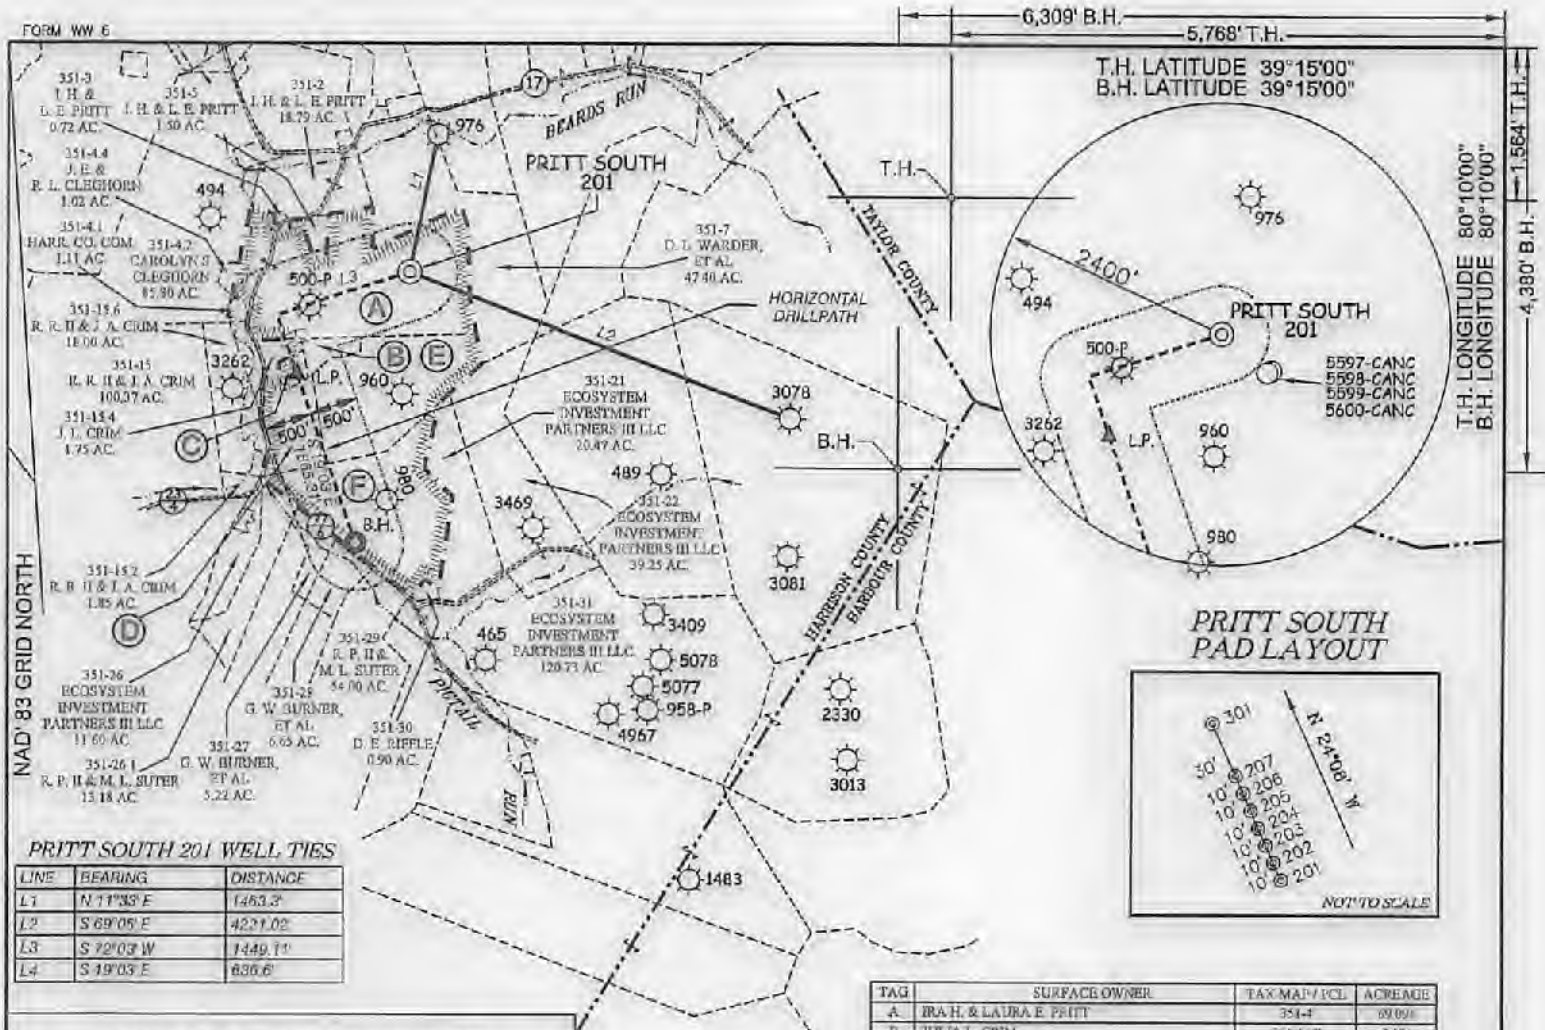 FORM WW 6
6,309' B.H.
5,768' T.H.
T.H. LATITUDE 39°15'00"
B.H. LATITUDE 39°15'00"
1,564' T.H.
4,380' B.H.
T.H. LONGITUDE 80°10'00"
B.H. LONGITUDE 80°10'00"
NAD'83 GRID NORTH
351-3
I. H. &
L. E. PRITT
0.72 AC.
351-5
I. H. & L. E. PRITT
1.50 AC.
351-2
I. H. & L. E. PRITT
18.79 AC.
17
BEARDS RUN
976
L1
PRITT SOUTH
201
351-4.4
J. E. &
R. L. CLEGHORN
1.02 AC.
494
351-4.1
HARR. CO. COM.
1.11 AC.
351-4.2
CAROLYN S
CLEGHORN
85.90 AC.
500-P
L3
A
351-7
D. L. WARDER,
ET AL
47.40 AC.
T.H.
TAYLOR COUNTY
HORIZONTAL
DRILLPATH
L2
351-15.6
R. R. II & J. A. CRIM
18.00 AC.
3262
B
E
L.P.
960
351-15
R. R. II & J. A. CRIM
100.37 AC.
351-15.4
J. L. CRIM
1.75 AC.
C
500'
500'
351-21
ECOSYSTEM
INVESTMENT
PARTNERS III LLC
20.47 AC.
3078
B.H.
F
980
B.H.
489
3469
351-22
ECOSYSTEM
INVESTMENT
PARTNERS III LLC
39.25 AC.
3081
HARRISON COUNTY
BARBOUR COUNTY
351-15.2
R. R. II & J. A. CRIM
1.85 AC.
D
351-31
ECOSYSTEM
INVESTMENT
PARTNERS III LLC
120.73 AC.
465
3409
5078
5077
958-P
4967
2330
3013
1483
351-29
R. P. II &
M. L. SUTER
54.00 AC.
351-26
ECOSYSTEM
INVESTMENT
PARTNERS III LLC
11.60 AC.
351-28
G. W. BURNER,
ET AL
6.65 AC.
351-30
D. E. RIFFLE
0.90 AC.
351-27
G. W. BURNER,
ET AL
5.22 AC.
351-26.1
R. P. II & M. L. SUTER
15.18 AC.
PIGTAIL
RUN
976
2400'
494
PRITT SOUTH
201
500-P
5597-CANC
5598-CANC
5599-CANC
5600-CANC
3262
L.P.
960
980
PRITT SOUTH
PAD LAYOUT
301
30'
207
10'
206
10'
205
10'
204
10'
203
10'
202
10'
201
N 24°06' W
NOT TO SCALE
PRITT SOUTH 201 WELL TIES
LINE BEARING DISTANCE
L1 N 11°33' E 1463.3'
L2 S 69°05' E 4221.02'
L3 S 72°03' W 1449.11'
L4 S 19°03' E 636.6'
TAG SURFACE OWNER TAX MAP/ PCL ACREAGE
A IRA H. & LAURA E. PRITT 351-4